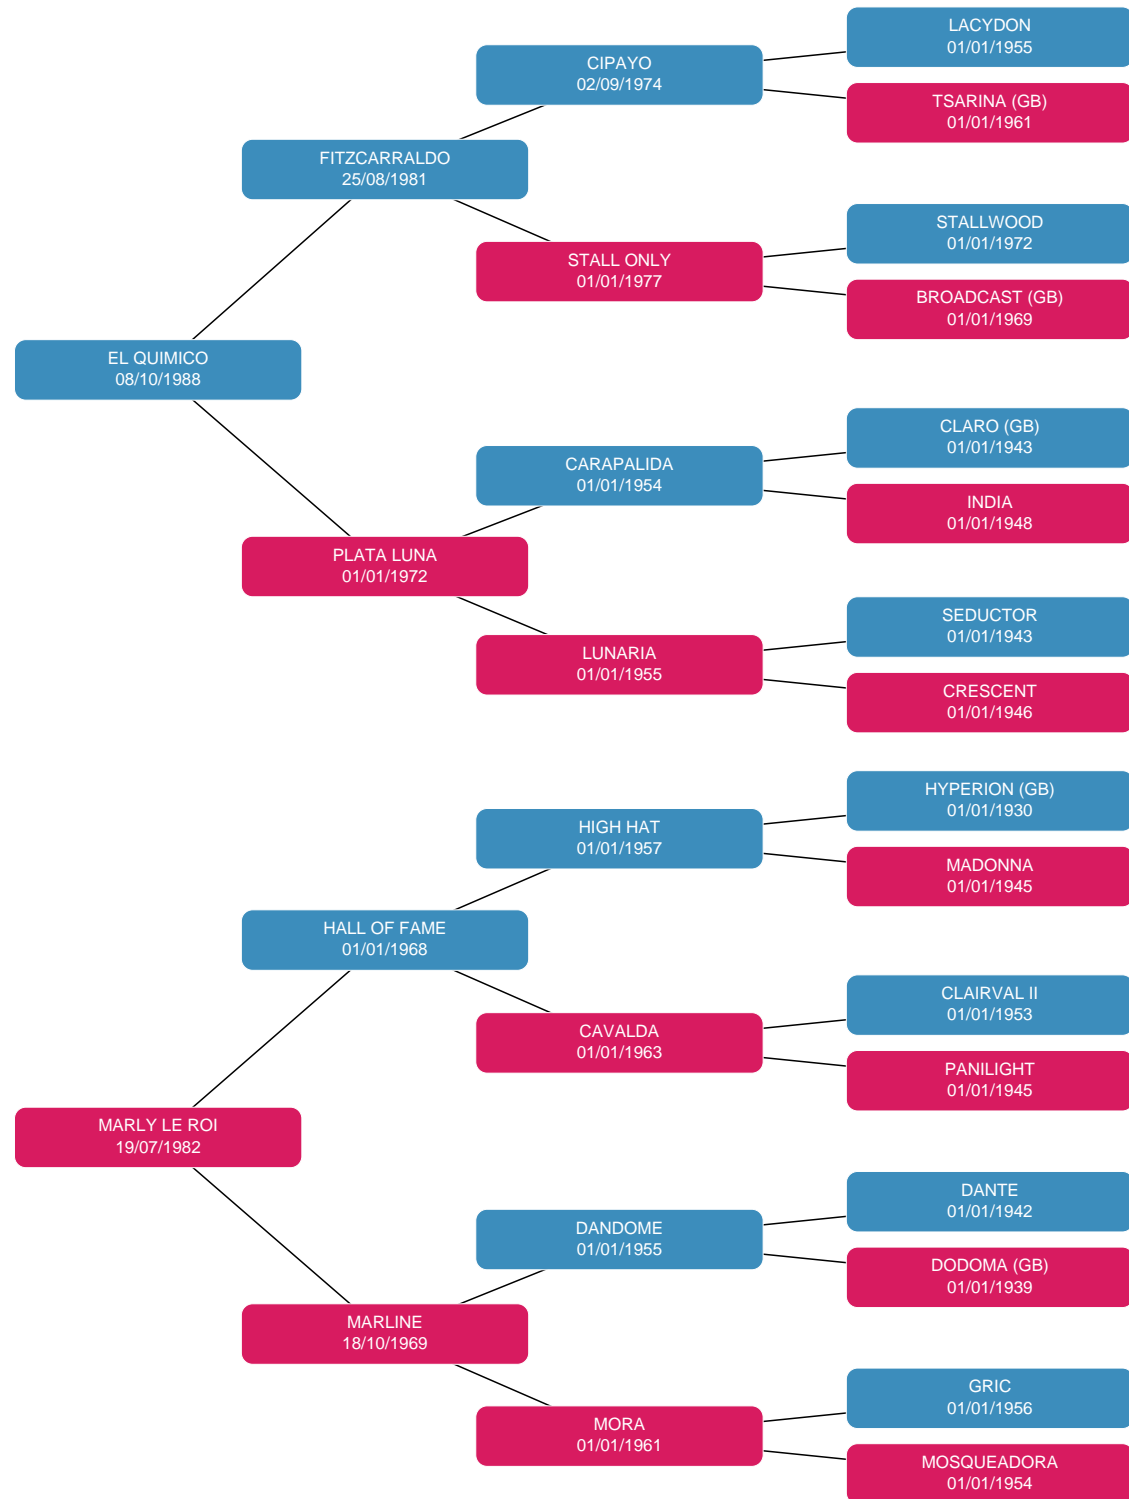 LACYDON
01/01/1955
CIPAYO
02/09/1974
TSARINA (GB)
01/01/1961
FITZCARRALDO
25/08/1981
STALLWOOD
01/01/1972
STALL ONLY
01/01/1977
BROADCAST (GB)
01/01/1969
EL QUIMICO
08/10/1988
CLARO (GB)
01/01/1943
CARAPALIDA
01/01/1954
INDIA
01/01/1948
PLATA LUNA
01/01/1972
SEDUCTOR
01/01/1943
LUNARIA
01/01/1955
CRESCENT
01/01/1946
HYPERION (GB)
01/01/1930
HIGH HAT
01/01/1957
MADONNA
01/01/1945
HALL OF FAME
01/01/1968
CLAIRVAL II
01/01/1953
CAVALDA
01/01/1963
PANILIGHT
01/01/1945
MARLY LE ROI
19/07/1982
DANTE
01/01/1942
DANDOME
01/01/1955
DODOMA (GB)
01/01/1939
MARLINE
18/10/1969
GRIC
01/01/1956
MORA
01/01/1961
MOSQUEADORA
01/01/1954